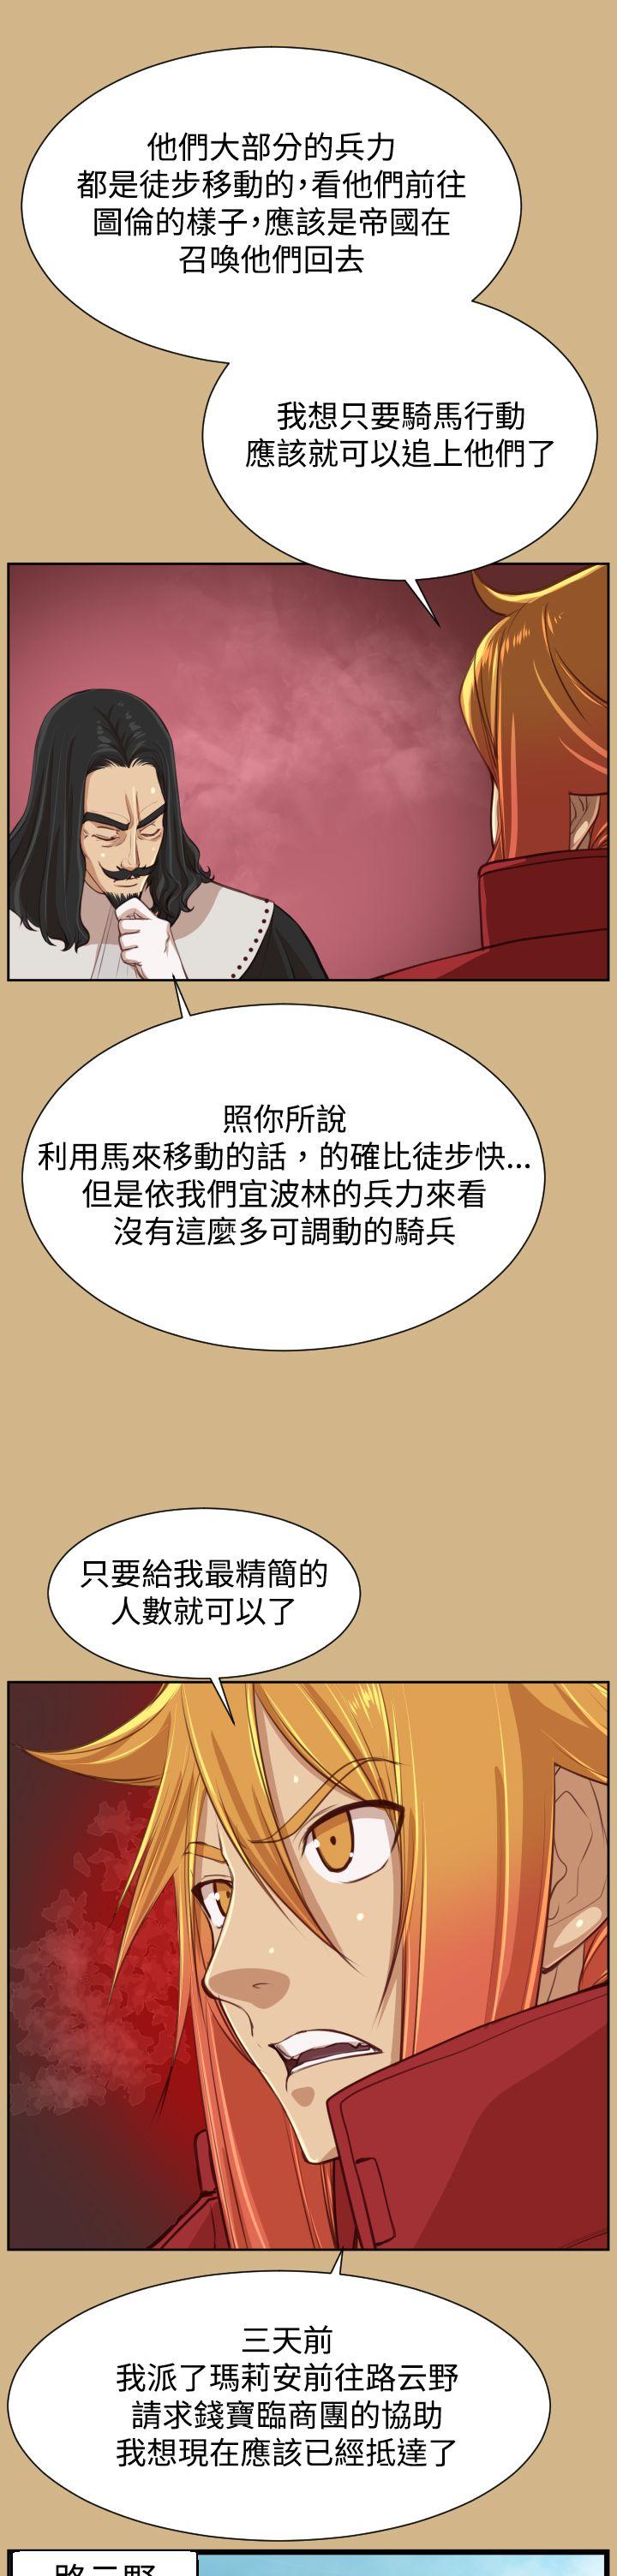 他們大部分的兵力
都是徒步移動的，看他們前往
圖倫的樣子，應該是帝國在
召喚他們回去
我想只要騎馬行動
應該就可以追上他們了
照你所說
利用馬來移動的話，的確比徒步快...
但是依我們宜波林的兵力來看
沒有這麼多可調動的騎兵
只要給我最精簡的
人數就可以了
三天前
我派了瑪莉安前往路云野
請求錢寶臨商團的協助
我想現在應該已經抵達了
路云野